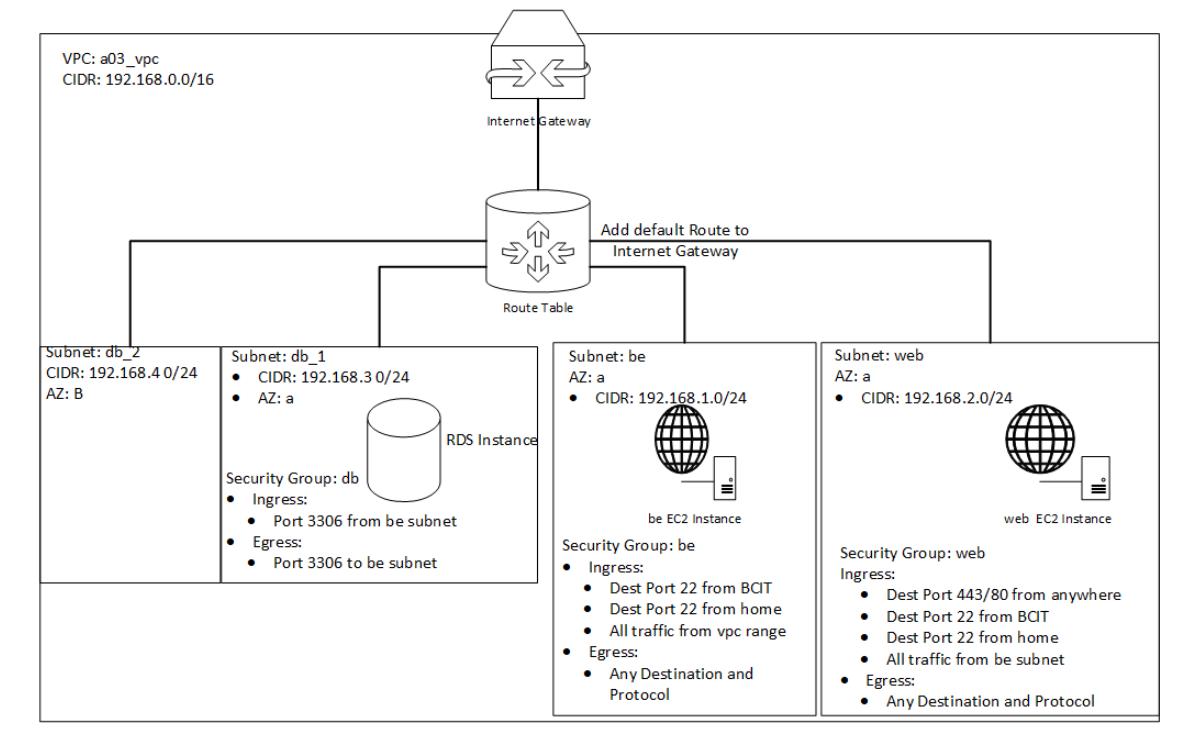 VPC: a03_vpc
CIDR: 192.168.0.0/16
Internet Gateway
Add default Route to
Internet Gateway
Route Table
Subnet: db_2
CIDR: 192.168.4 0/24
AZ: B
Subnet: db_1
• CIDR: 192.168.3 0/24
• AZ: a
RDS Instance
Security Group: db
• Ingress:
• Port 3306 from be subnet
• Egress:
• Port 3306 to be subnet
Subnet: be
AZ: a
• CIDR: 192.168.1.0/24
be EC2 Instance
Security Group: be
• Ingress:
• Dest Port 22 from BCIT
• Dest Port 22 from home
• All traffic from vpc range
• Egress:
• Any Destination and
Protocol
Subnet: web
AZ: a
• CIDR: 192.168.2.0/24
web EC2 Instance
Security Group: web
Ingress:
• Dest Port 443/80 from anywhere
• Dest Port 22 from BCIT
• Dest Port 22 from home
• All traffic from be subnet
• Egress:
• Any Destination and Protocol